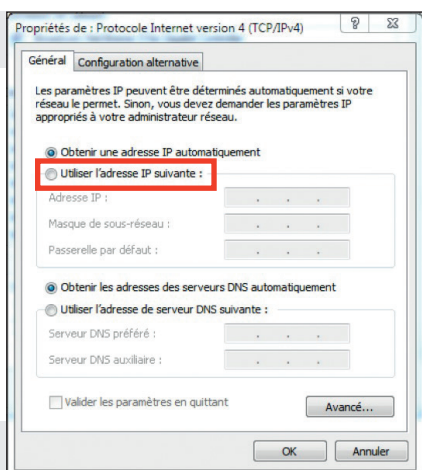 Propriétés de : Protocole Internet version 4 (TCP/IPv4)
Général Configuration alternative
Les paramètres IP peuvent être déterminés automatiquement si votre
réseau le permet. Sinon, vous devez demander les paramètres IP
appropriés à votre administrateur réseau.
Obtenir une adresse IP automatiquement
Utiliser l'adresse IP suivante :
Adresse IP :
Masque de sous-réseau :
Passerelle par défaut :
Obtenir les adresses des serveurs DNS automatiquement
Utiliser l'adresse de serveur DNS suivante :
Serveur DNS préféré :
Serveur DNS auxiliaire :
Valider les paramètres en quittant
Avancé...
OK Annuler